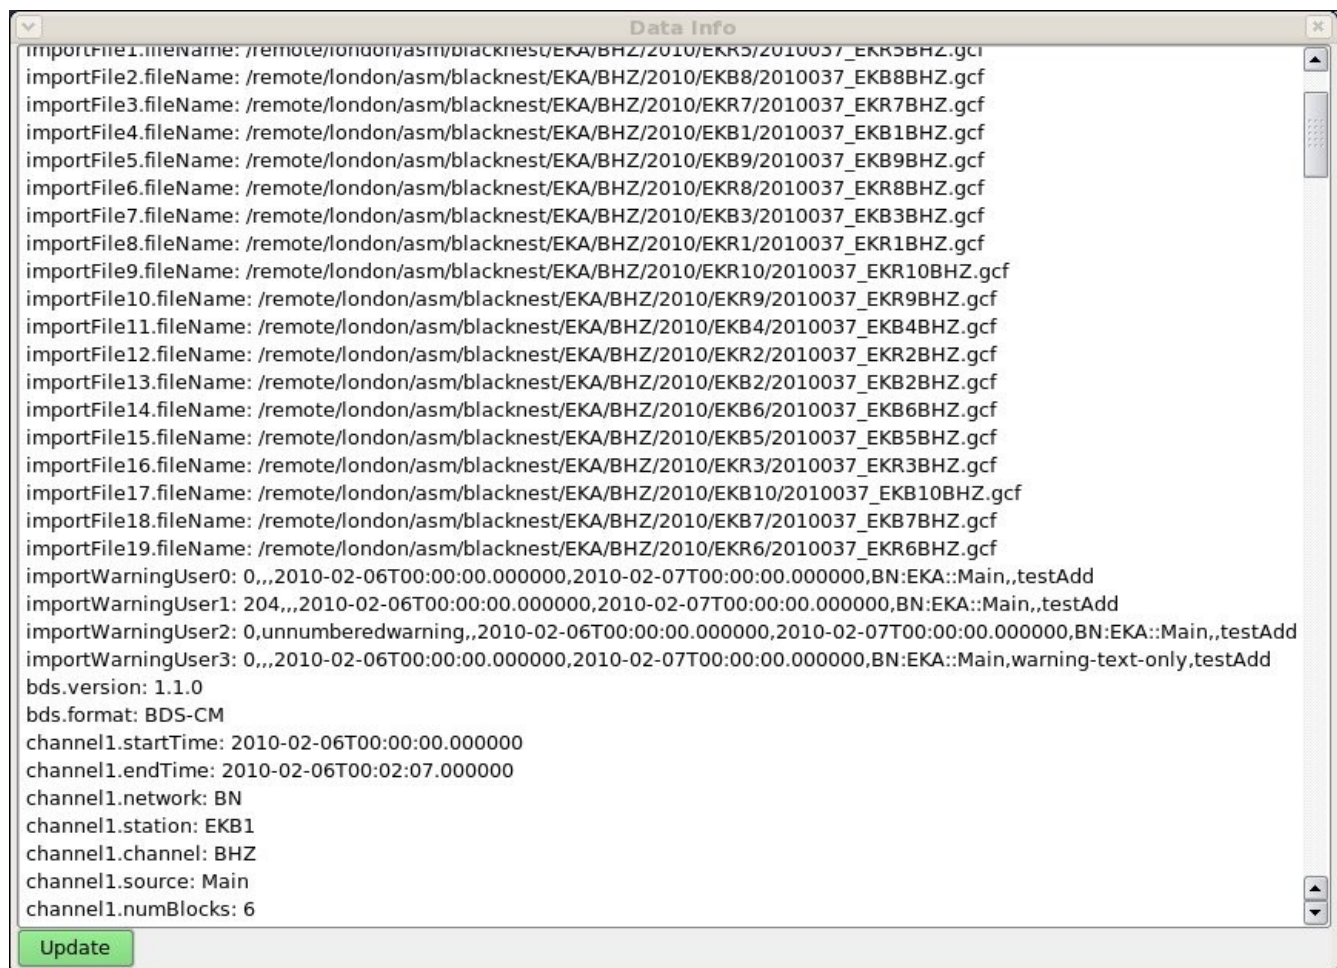 Data Info
importFile1.fileName: /remote/london/asm/blacknest/EKA/BHZ/2010/EKR5/2010037_EKR5BHZ.gcf
importFile2.fileName: /remote/london/asm/blacknest/EKA/BHZ/2010/EKB8/2010037_EKB8BHZ.gcf
importFile3.fileName: /remote/london/asm/blacknest/EKA/BHZ/2010/EKR7/2010037_EKR7BHZ.gcf
importFile4.fileName: /remote/london/asm/blacknest/EKA/BHZ/2010/EKB1/2010037_EKB1BHZ.gcf
importFile5.fileName: /remote/london/asm/blacknest/EKA/BHZ/2010/EKB9/2010037_EKB9BHZ.gcf
importFile6.fileName: /remote/london/asm/blacknest/EKA/BHZ/2010/EKR8/2010037_EKR8BHZ.gcf
importFile7.fileName: /remote/london/asm/blacknest/EKA/BHZ/2010/EKB3/2010037_EKB3BHZ.gcf
importFile8.fileName: /remote/london/asm/blacknest/EKA/BHZ/2010/EKR1/2010037_EKR1BHZ.gcf
importFile9.fileName: /remote/london/asm/blacknest/EKA/BHZ/2010/EKR10/2010037_EKR10BHZ.gcf
importFile10.fileName: /remote/london/asm/blacknest/EKA/BHZ/2010/EKR9/2010037_EKR9BHZ.gcf
importFile11.fileName: /remote/london/asm/blacknest/EKA/BHZ/2010/EKB4/2010037_EKB4BHZ.gcf
importFile12.fileName: /remote/london/asm/blacknest/EKA/BHZ/2010/EKR2/2010037_EKR2BHZ.gcf
importFile13.fileName: /remote/london/asm/blacknest/EKA/BHZ/2010/EKB2/2010037_EKB2BHZ.gcf
importFile14.fileName: /remote/london/asm/blacknest/EKA/BHZ/2010/EKB6/2010037_EKB6BHZ.gcf
importFile15.fileName: /remote/london/asm/blacknest/EKA/BHZ/2010/EKB5/2010037_EKB5BHZ.gcf
importFile16.fileName: /remote/london/asm/blacknest/EKA/BHZ/2010/EKR3/2010037_EKR3BHZ.gcf
importFile17.fileName: /remote/london/asm/blacknest/EKA/BHZ/2010/EKB10/2010037_EKB10BHZ.gcf
importFile18.fileName: /remote/london/asm/blacknest/EKA/BHZ/2010/EKB7/2010037_EKB7BHZ.gcf
importFile19.fileName: /remote/london/asm/blacknest/EKA/BHZ/2010/EKR6/2010037_EKR6BHZ.gcf
importWarningUser0: 0,,,2010-02-06T00:00:00.000000,2010-02-07T00:00:00.000000,BN:EKA::Main,,testAdd
importWarningUser1: 204,,,2010-02-06T00:00:00.000000,2010-02-07T00:00:00.000000,BN:EKA::Main,,testAdd
importWarningUser2: 0,unnumberedwarning,,2010-02-06T00:00:00.000000,2010-02-07T00:00:00.000000,BN:EKA::Main,,testAdd
importWarningUser3: 0,,,2010-02-06T00:00:00.000000,2010-02-07T00:00:00.000000,BN:EKA::Main,warning-text-only,testAdd
bds.version: 1.1.0
bds.format: BDS-CM
channel1.startTime: 2010-02-06T00:00:00.000000
channel1.endTime: 2010-02-06T00:02:07.000000
channel1.network: BN
channel1.station: EKB1
channel1.channel: BHZ
channel1.source: Main
channel1.numBlocks: 6
Update